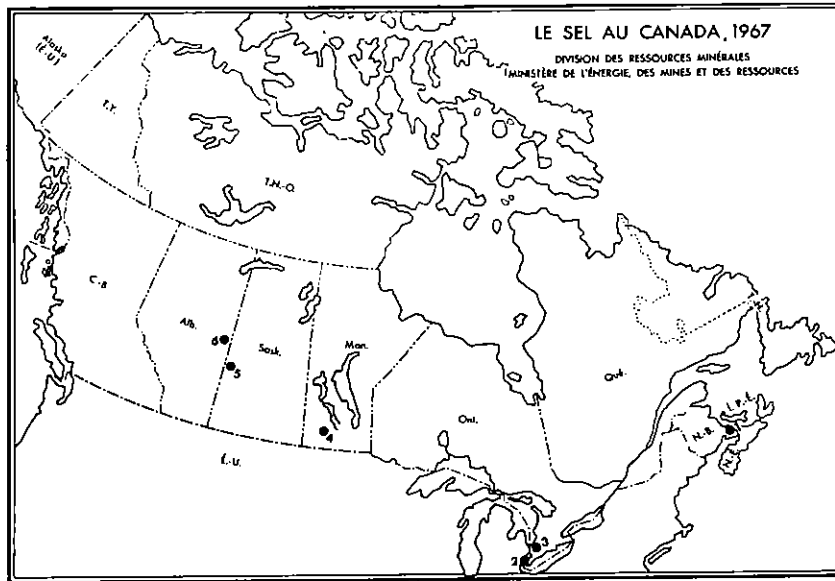 LE SEL AU CANADA, 1967
DIVISION DES RESSOURCES MINÉRALES
MINISTÈRE DE L'ÉNERGIE, DES MINES ET DES RESSOURCES
Alaska
(É.-U.)
T.Y.
T.N.-O.
C.-B
Alb.
Sask.
Man.
6
5
4
Ont.
Qué.
I. P.-É.
N.-B.
N.-É.
É.-U.
3
2